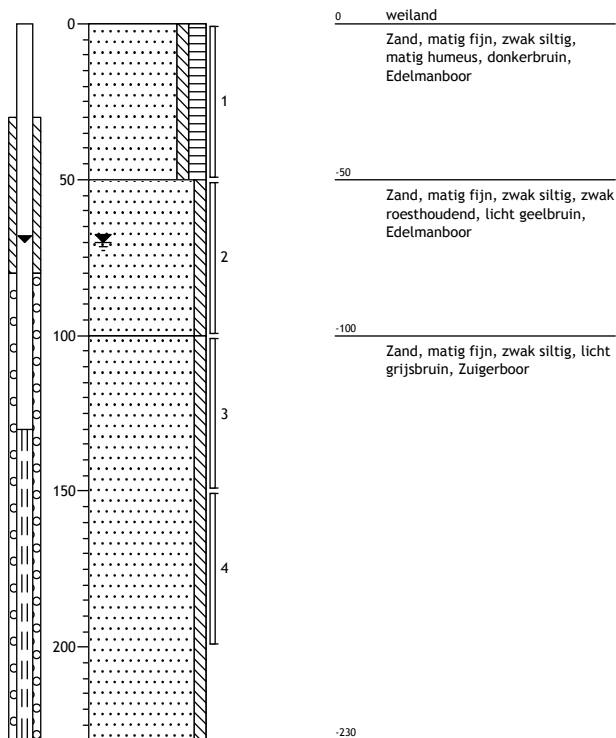 0
50
100
150
200
1
2
3
4
0 weiland
Zand, matig fijn, zwak siltig,
matig humeus, donkerbruin,
Edelmanboor
-50
Zand, matig fijn, zwak siltig, zwak
roesthoudend, licht geelbruin,
Edelmanboor
-100
Zand, matig fijn, zwak siltig, licht
grijsbruin, Zuigerboor
-230